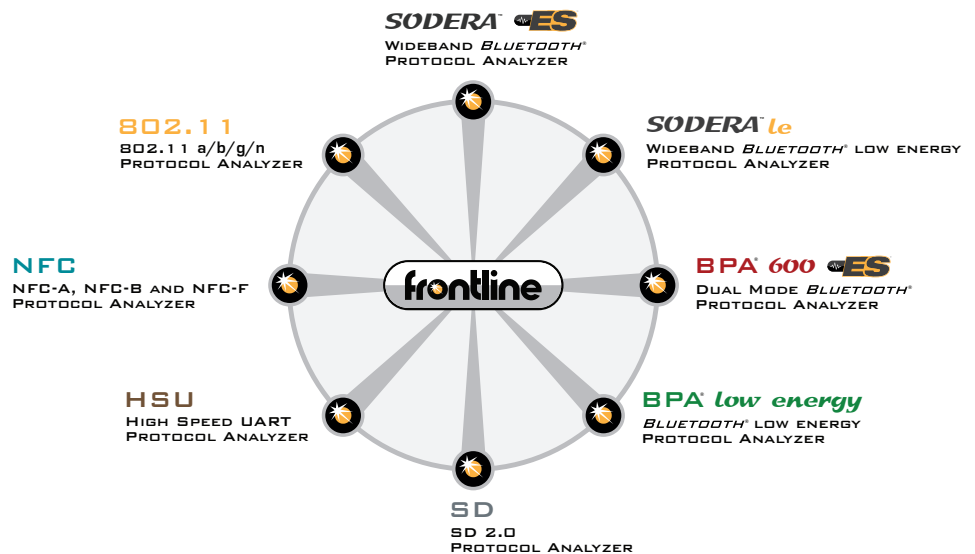 SODERA™ ES
WIDEBAND BLUETOOTH®
PROTOCOL ANALYZER
802.11
802.11 a/b/g/n
PROTOCOL ANALYZER
SODERA™ le
WIDEBAND BLUETOOTH® LOW ENERGY
PROTOCOL ANALYZER
NFC
NFC-A, NFC-B AND NFC-F
PROTOCOL ANALYZER
frontline
BPA® 600 ES
DUAL MODE BLUETOOTH®
PROTOCOL ANALYZER
HSU
HIGH SPEED UART
PROTOCOL ANALYZER
BPA® low energy
BLUETOOTH® LOW ENERGY
PROTOCOL ANALYZER
SD
SD 2.0
PROTOCOL ANALYZER